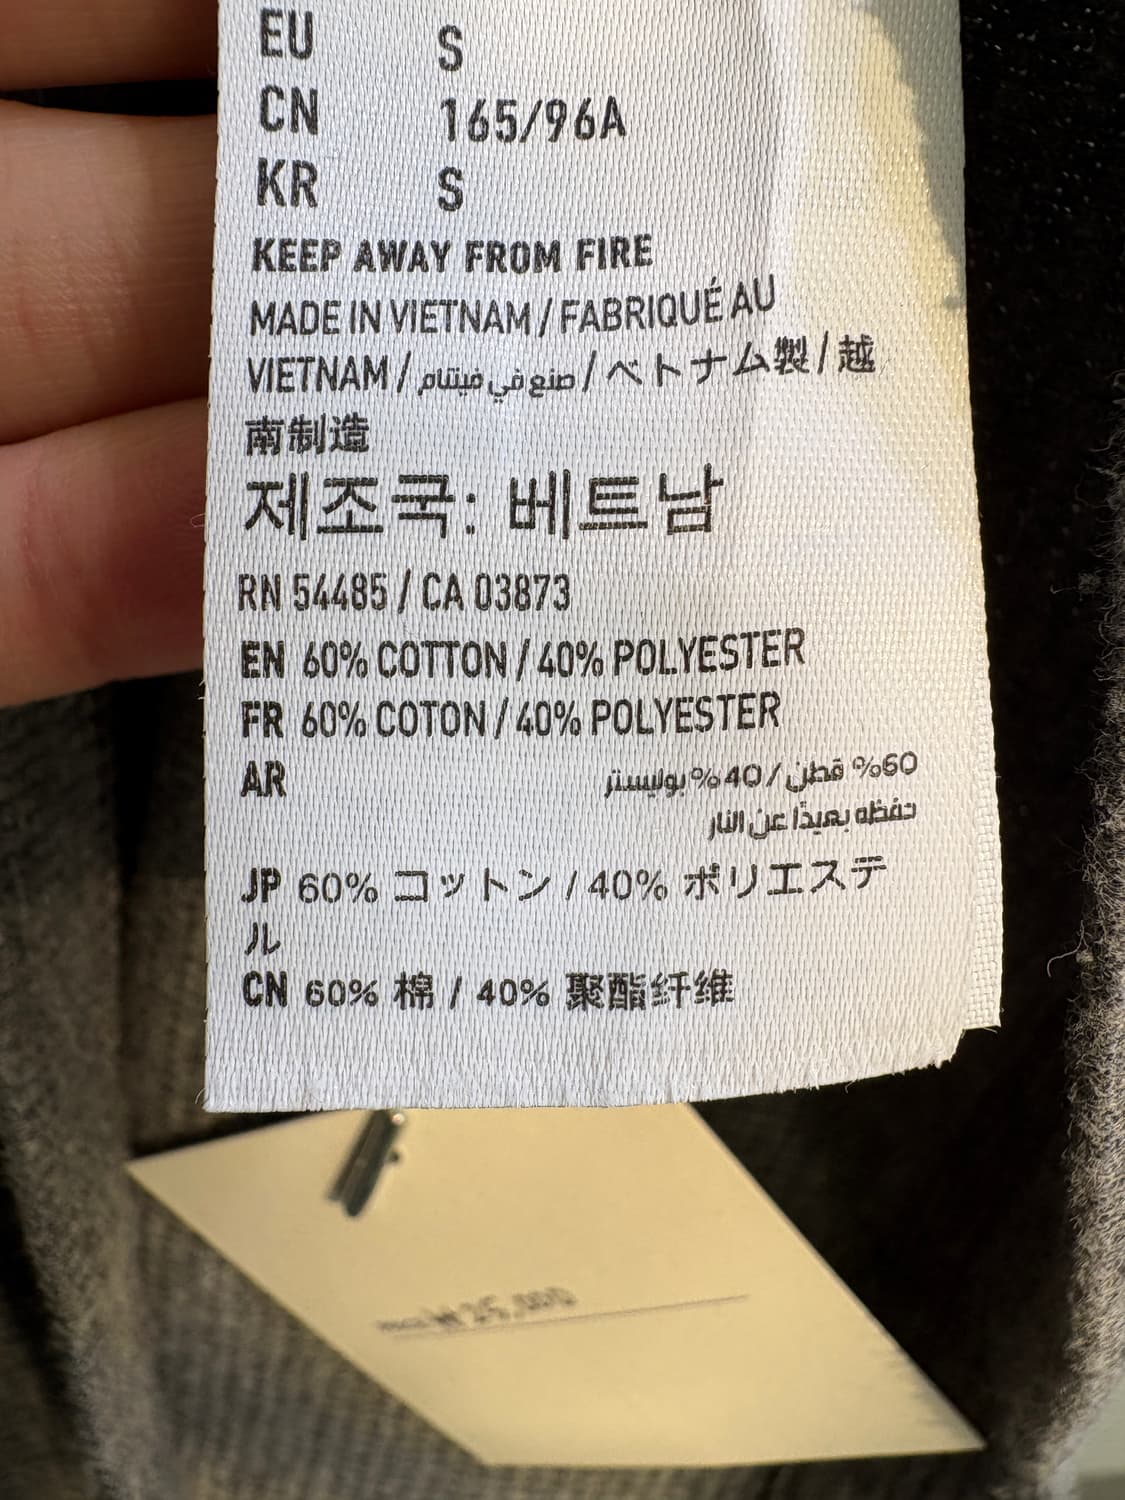 EU S
CN 165/96A
KR S
KEEP AWAY FROM FIRE
MADE IN VIETNAM / FABRIQUÉ AU
VIETNAM / صنع في فيتنام / ベトナム製 / 越
南制造
제조국: 베트남
RN 54485 / CA 03873
EN 60% COTTON / 40% POLYESTER
FR 60% COTON / 40% POLYESTER
AR 60% قطن / 40% بوليستر
حفظه بعيدًا عن النار
JP 60% コットン / 40% ポリエステ
ル
CN 60% 棉 / 40% 聚酯纤维
₩ 25,000